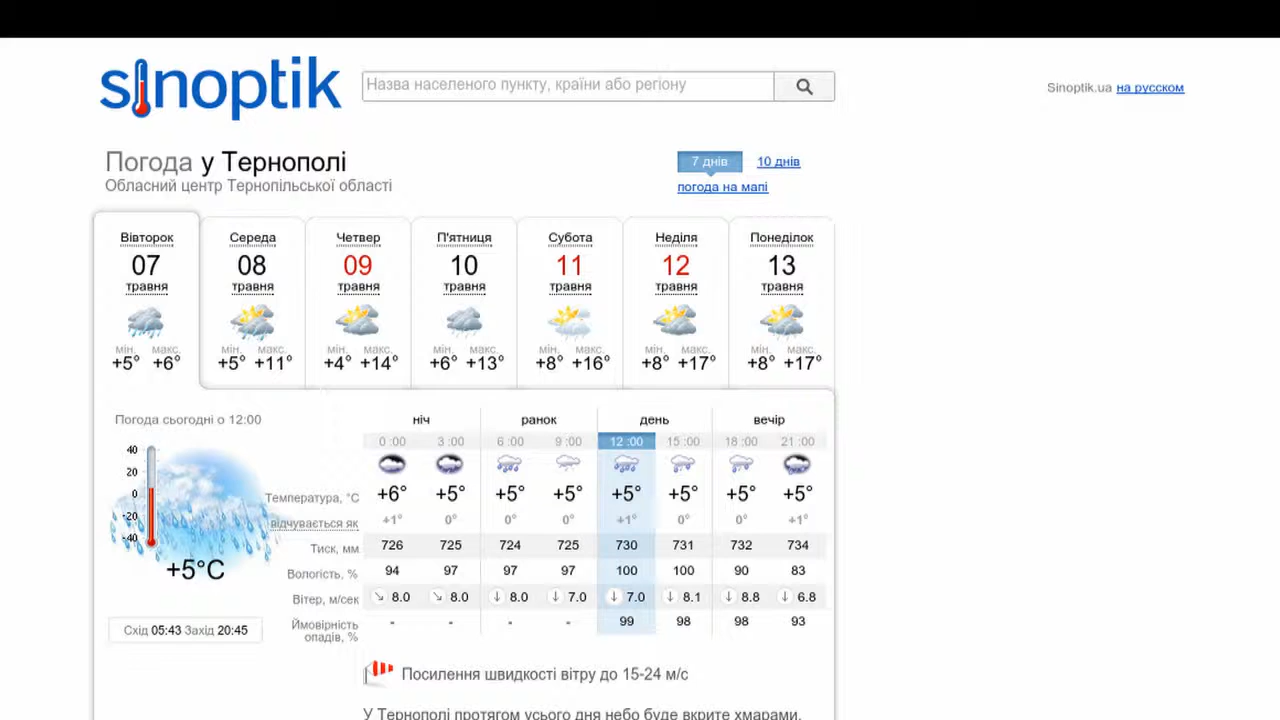 sinoptik
Назва населеного пункту, країни або регіону
Sinoptik.ua на русском
Погода у Тернополі
Обласний центр Тернопільської області
7 днів 10 днів
погода на мапі
Вівторок Середа Четвер П'ятниця Субота Неділя Понеділок
07 08 09 10 11 12 13
травня травня травня травня травня травня травня
мін. макс. мін. макс. мін. макс. мін. макс. мін. макс. мін. макс. мін. макс.
+5° +6° +5° +11° +4° +14° +6° +13° +8° +16° +8° +17° +8° +17°
Погода сьогодні о 12:00
ніч ранок день вечір
0 :00 3 :00 6 :00 9 :00 12 :00 15 :00 18 :00 21 :00
40
20
0
-20
-40
+5°C
Температура, °C +6° +5° +5° +5° +5° +5° +5° +5°
відчувається як +1° 0° 0° 0° +1° 0° 0° +1°
Тиск, мм 726 725 724 725 730 731 732 734
Вологість, % 94 97 97 97 100 100 90 83
Вітер, м/сек 8.0 8.0 8.0 7.0 7.0 8.1 8.8 6.8
Ймовірність опадів, % - - - - 99 98 98 93
Схід 05:43 Захід 20:45
Посилення швидкості вітру до 15-24 м/с
У Тернополі протягом усього дня небо буде вкрите хмарами.